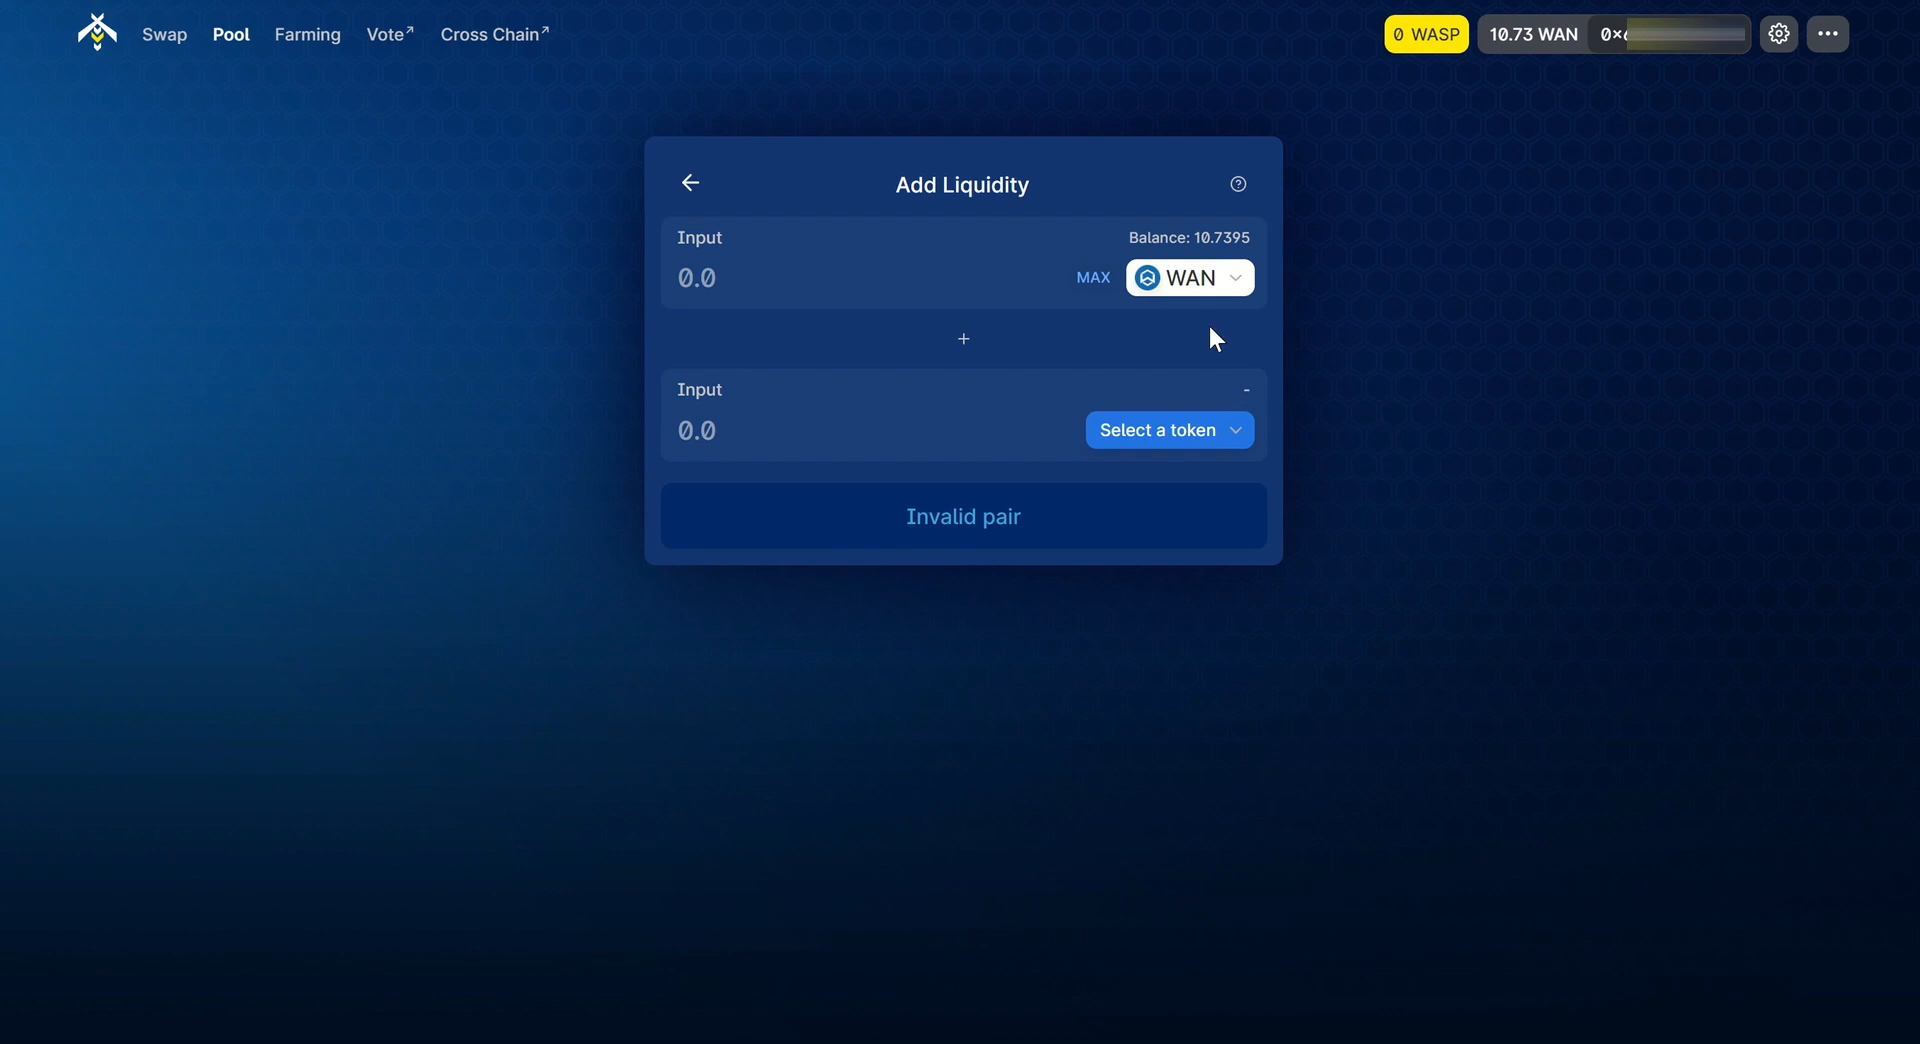 Swap Pool Farming Vote↗ Cross Chain↗ 0 WASP 10.73 WAN
Add Liquidity
Input Balance: 10.7395
0.0 MAX WAN
+
Input -
0.0 Select a token
Invalid pair